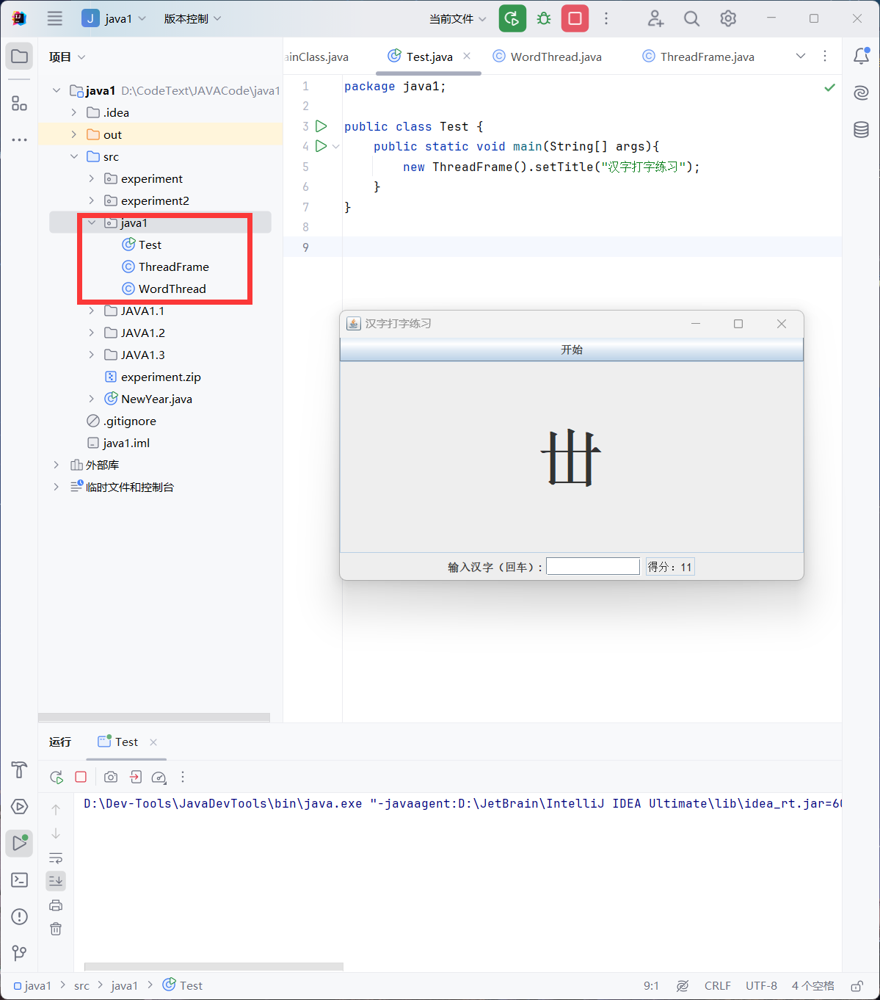 J java1 版本控制 当前文件
项目
ainClass.java Test.java WordThread.java ThreadFrame.java
java1 D:\CodeText\JAVACode\java1
.idea
out
src
experiment
experiment2
java1
Test
ThreadFrame
WordThread
JAVA1.1
JAVA1.2
JAVA1.3
experiment.zip
NewYear.java
.gitignore
java1.iml
外部库
临时文件和控制台
1 package java1;
2
3 public class Test {
4 public static void main(String[] args){
5 new ThreadFrame().setTitle("汉字打字练习");
6 }
7 }
8
9
汉字打字练习
开始
丗
输入汉字（回车）:
得分：11
运行 Test
D:\Dev-Tools\JavaDevTools\bin\java.exe "-javaagent:D:\JetBrain\IntelliJ IDEA Ultimate\lib\idea_rt.jar=60
java1 > src > java1 > Test
9:1 CRLF UTF-8 4 个空格